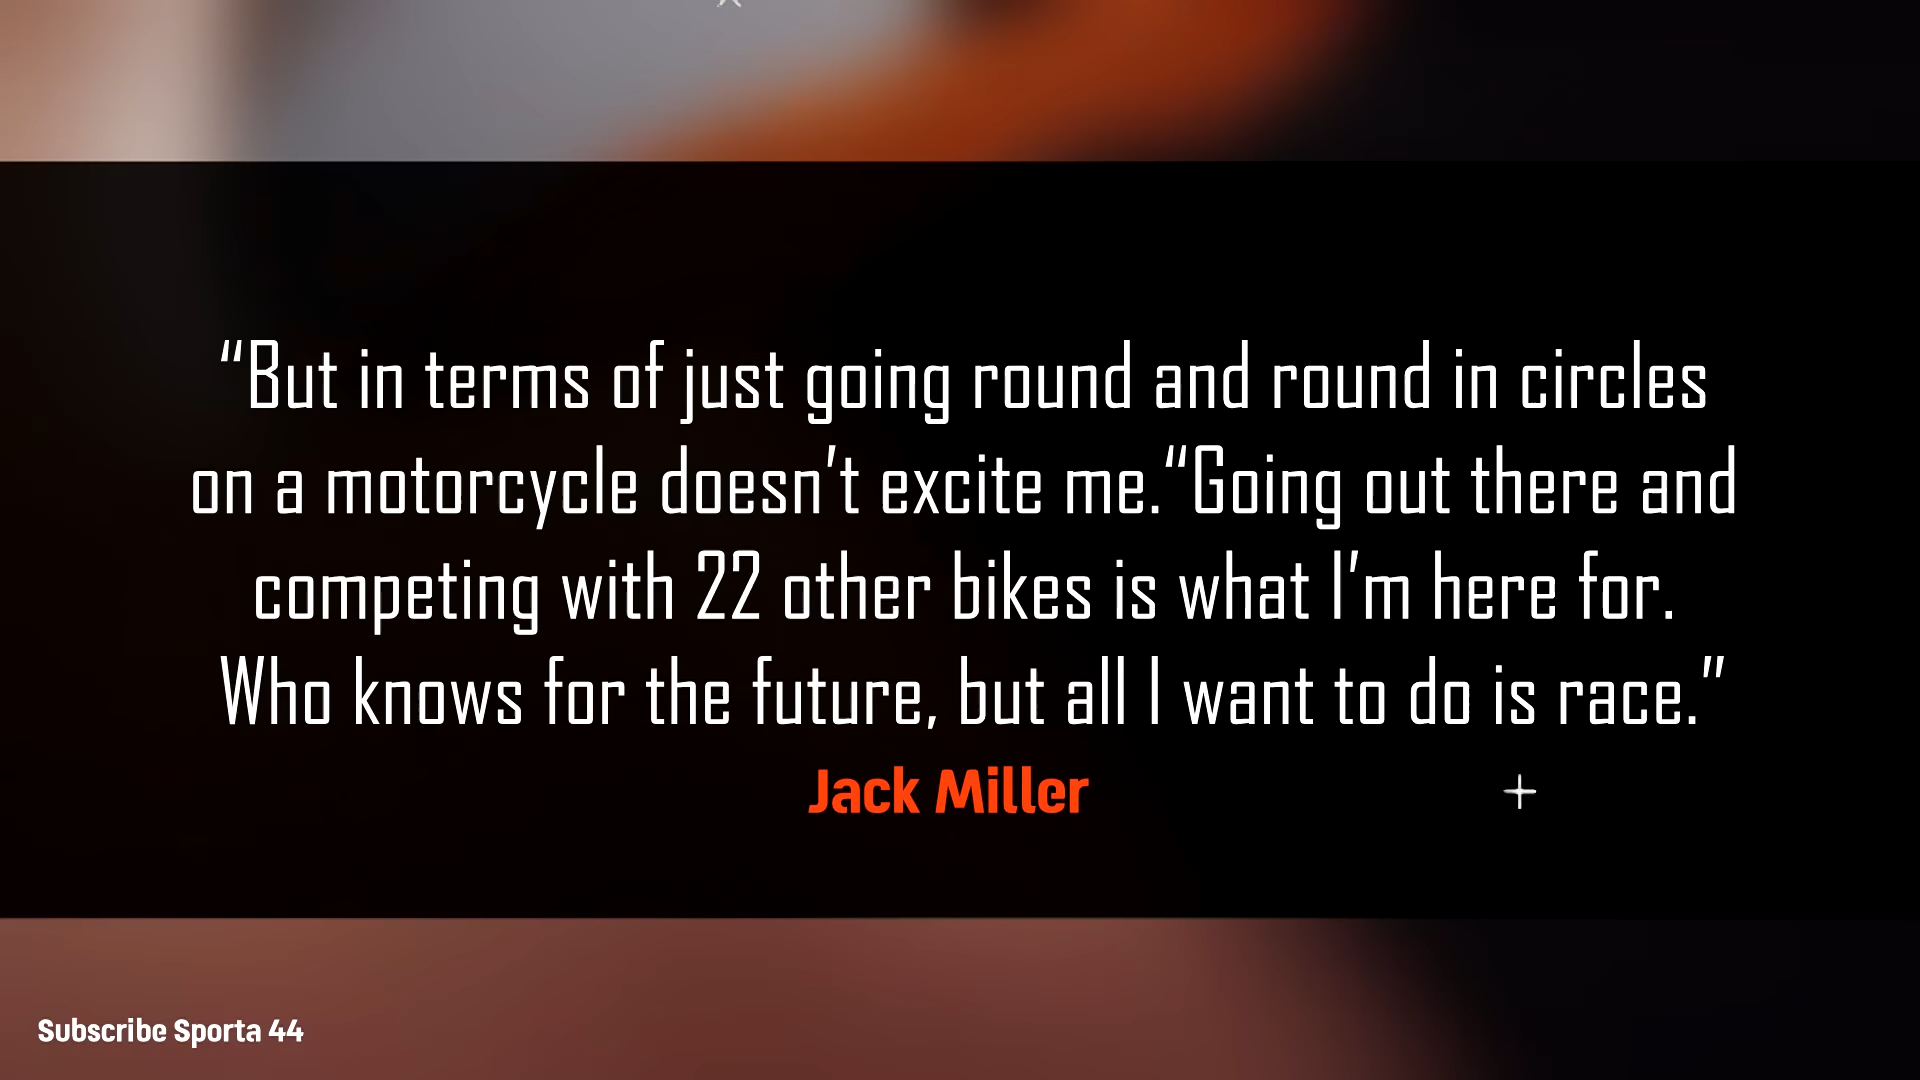 “But in terms of just going round and round in circles
on a motorcycle doesn’t excite me.“Going out there and
competing with 22 other bikes is what I’m here for.
Who knows for the future, but all I want to do is race.”
Jack Miller
Subscribe Sporta 44